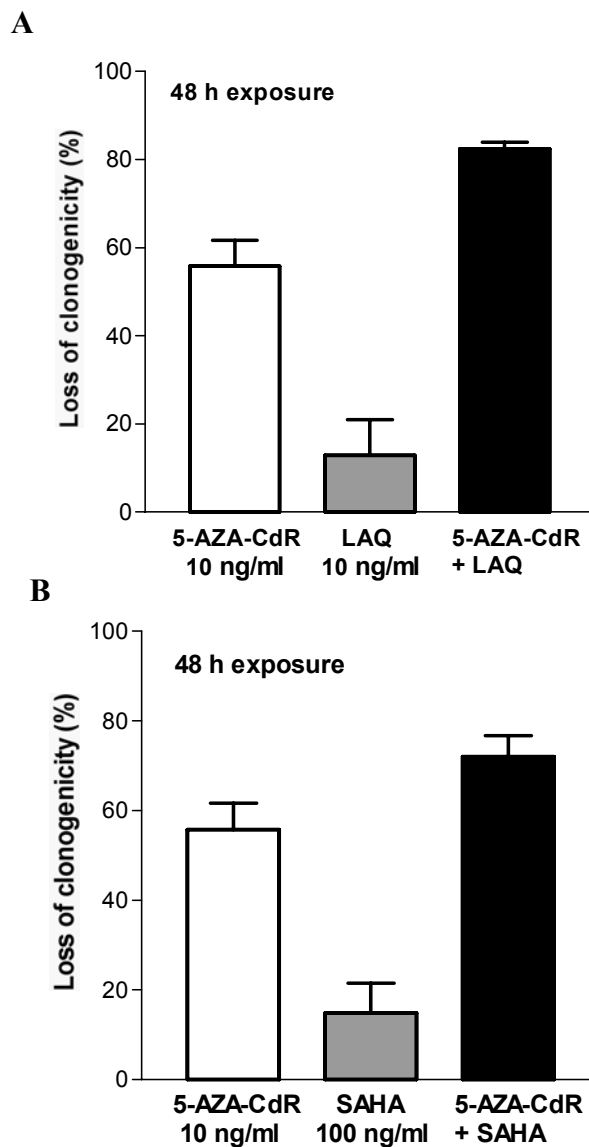 A
100
48 h exposure
80
60
40
20
0
Loss of clonogenicity (%)
5-AZA-CdR LAQ 5-AZA-CdR
10 ng/ml 10 ng/ml + LAQ
B
100
48 h exposure
80
60
40
20
0
Loss of clonogenicity (%)
5-AZA-CdR SAHA 5-AZA-CdR
10 ng/ml 100 ng/ml + SAHA